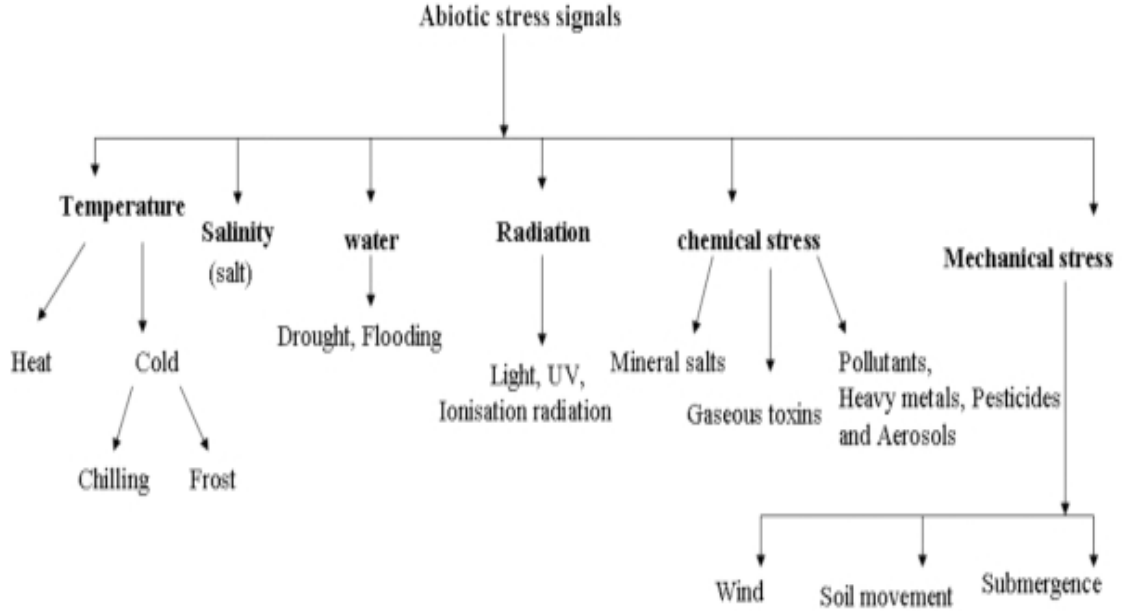 Abiotic stress signals
Temperature
Salinity
(salt)
water
Radiation
chemical stress
Mechanical stress
Heat
Cold
Drought, Flooding
Light, UV,
Ionisation radiation
Mineral salts
Gaseous toxins
Pollutants,
Heavy metals, Pesticides
and Aerosols
Chilling
Frost
Wind
Soil movement
Submergence